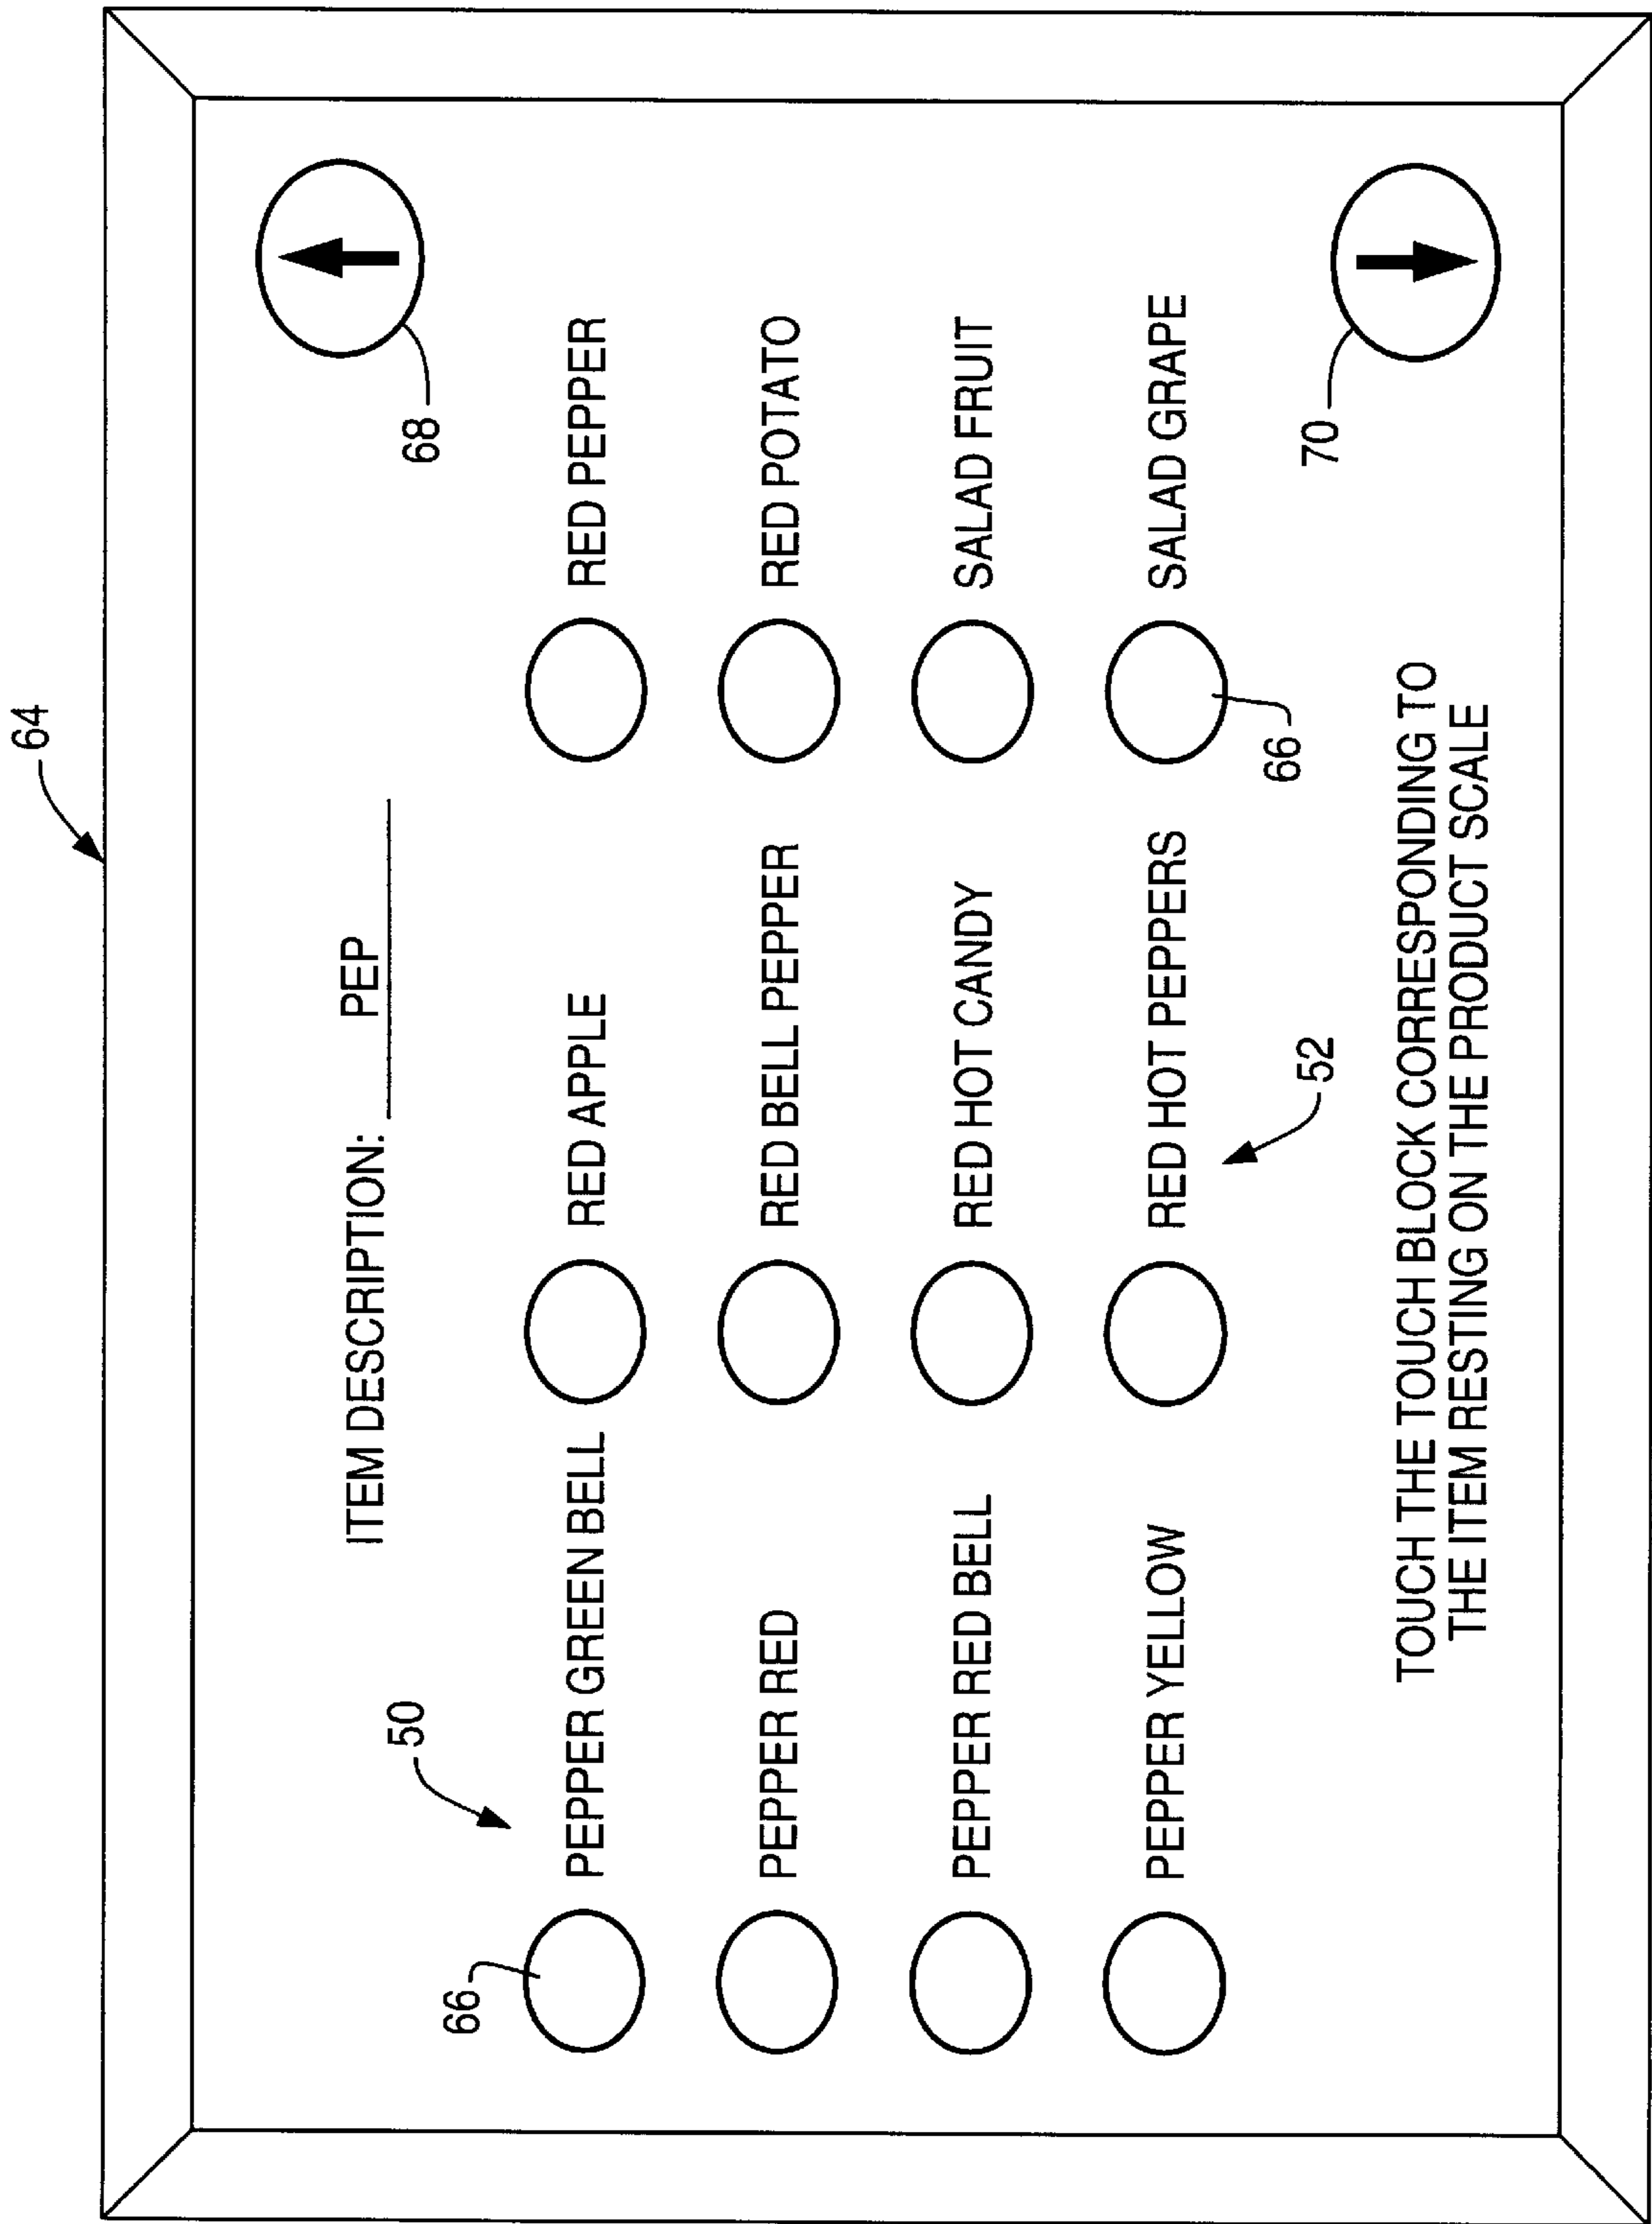 64
ITEM DESCRIPTION: PEP
68
50
66
PEPPER GREEN BELL
RED APPLE
RED PEPPER
PEPPER RED
RED BELL PEPPER
RED POTATO
PEPPER RED BELL
RED HOT CANDY
SALAD FRUIT
PEPPER YELLOW
RED HOT PEPPERS
SALAD GRAPE
66
52
70
TOUCH THE TOUCH BLOCK CORRESPONDING TO
THE ITEM RESTING ON THE PRODUCT SCALE